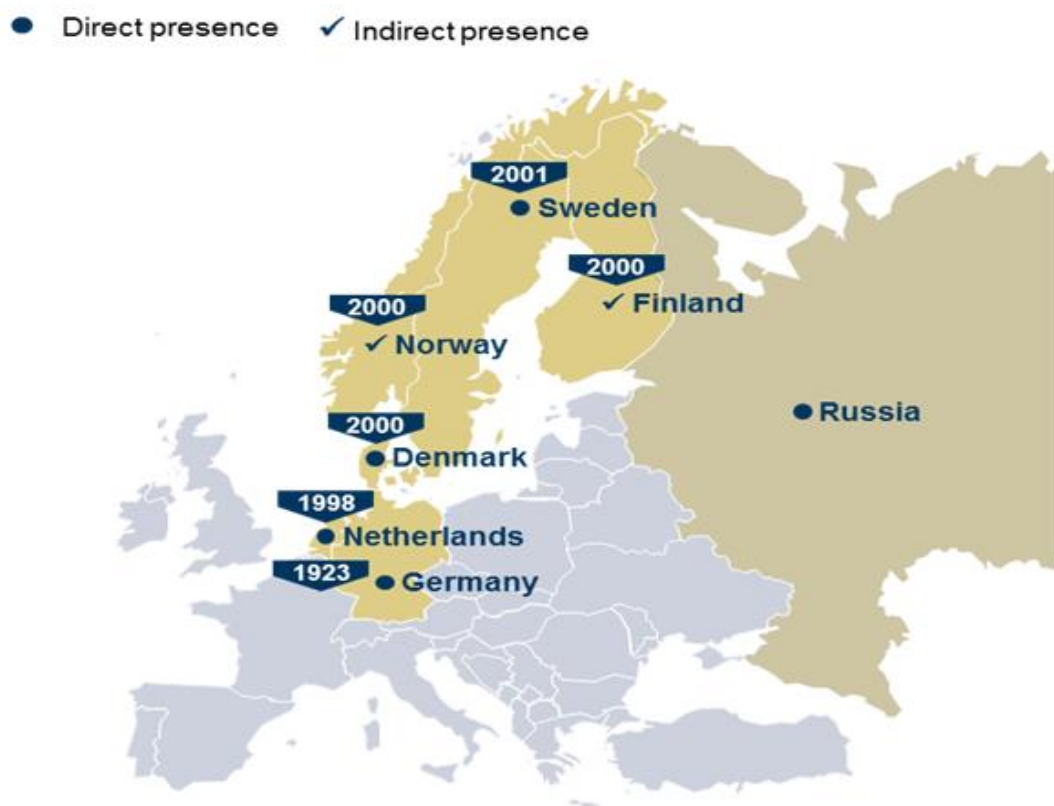 Direct presence ✓ Indirect presence
2001
Sweden
2000
✓ Finland
2000
✓ Norway
Russia
2000
Denmark
1998
Netherlands
1923
Germany